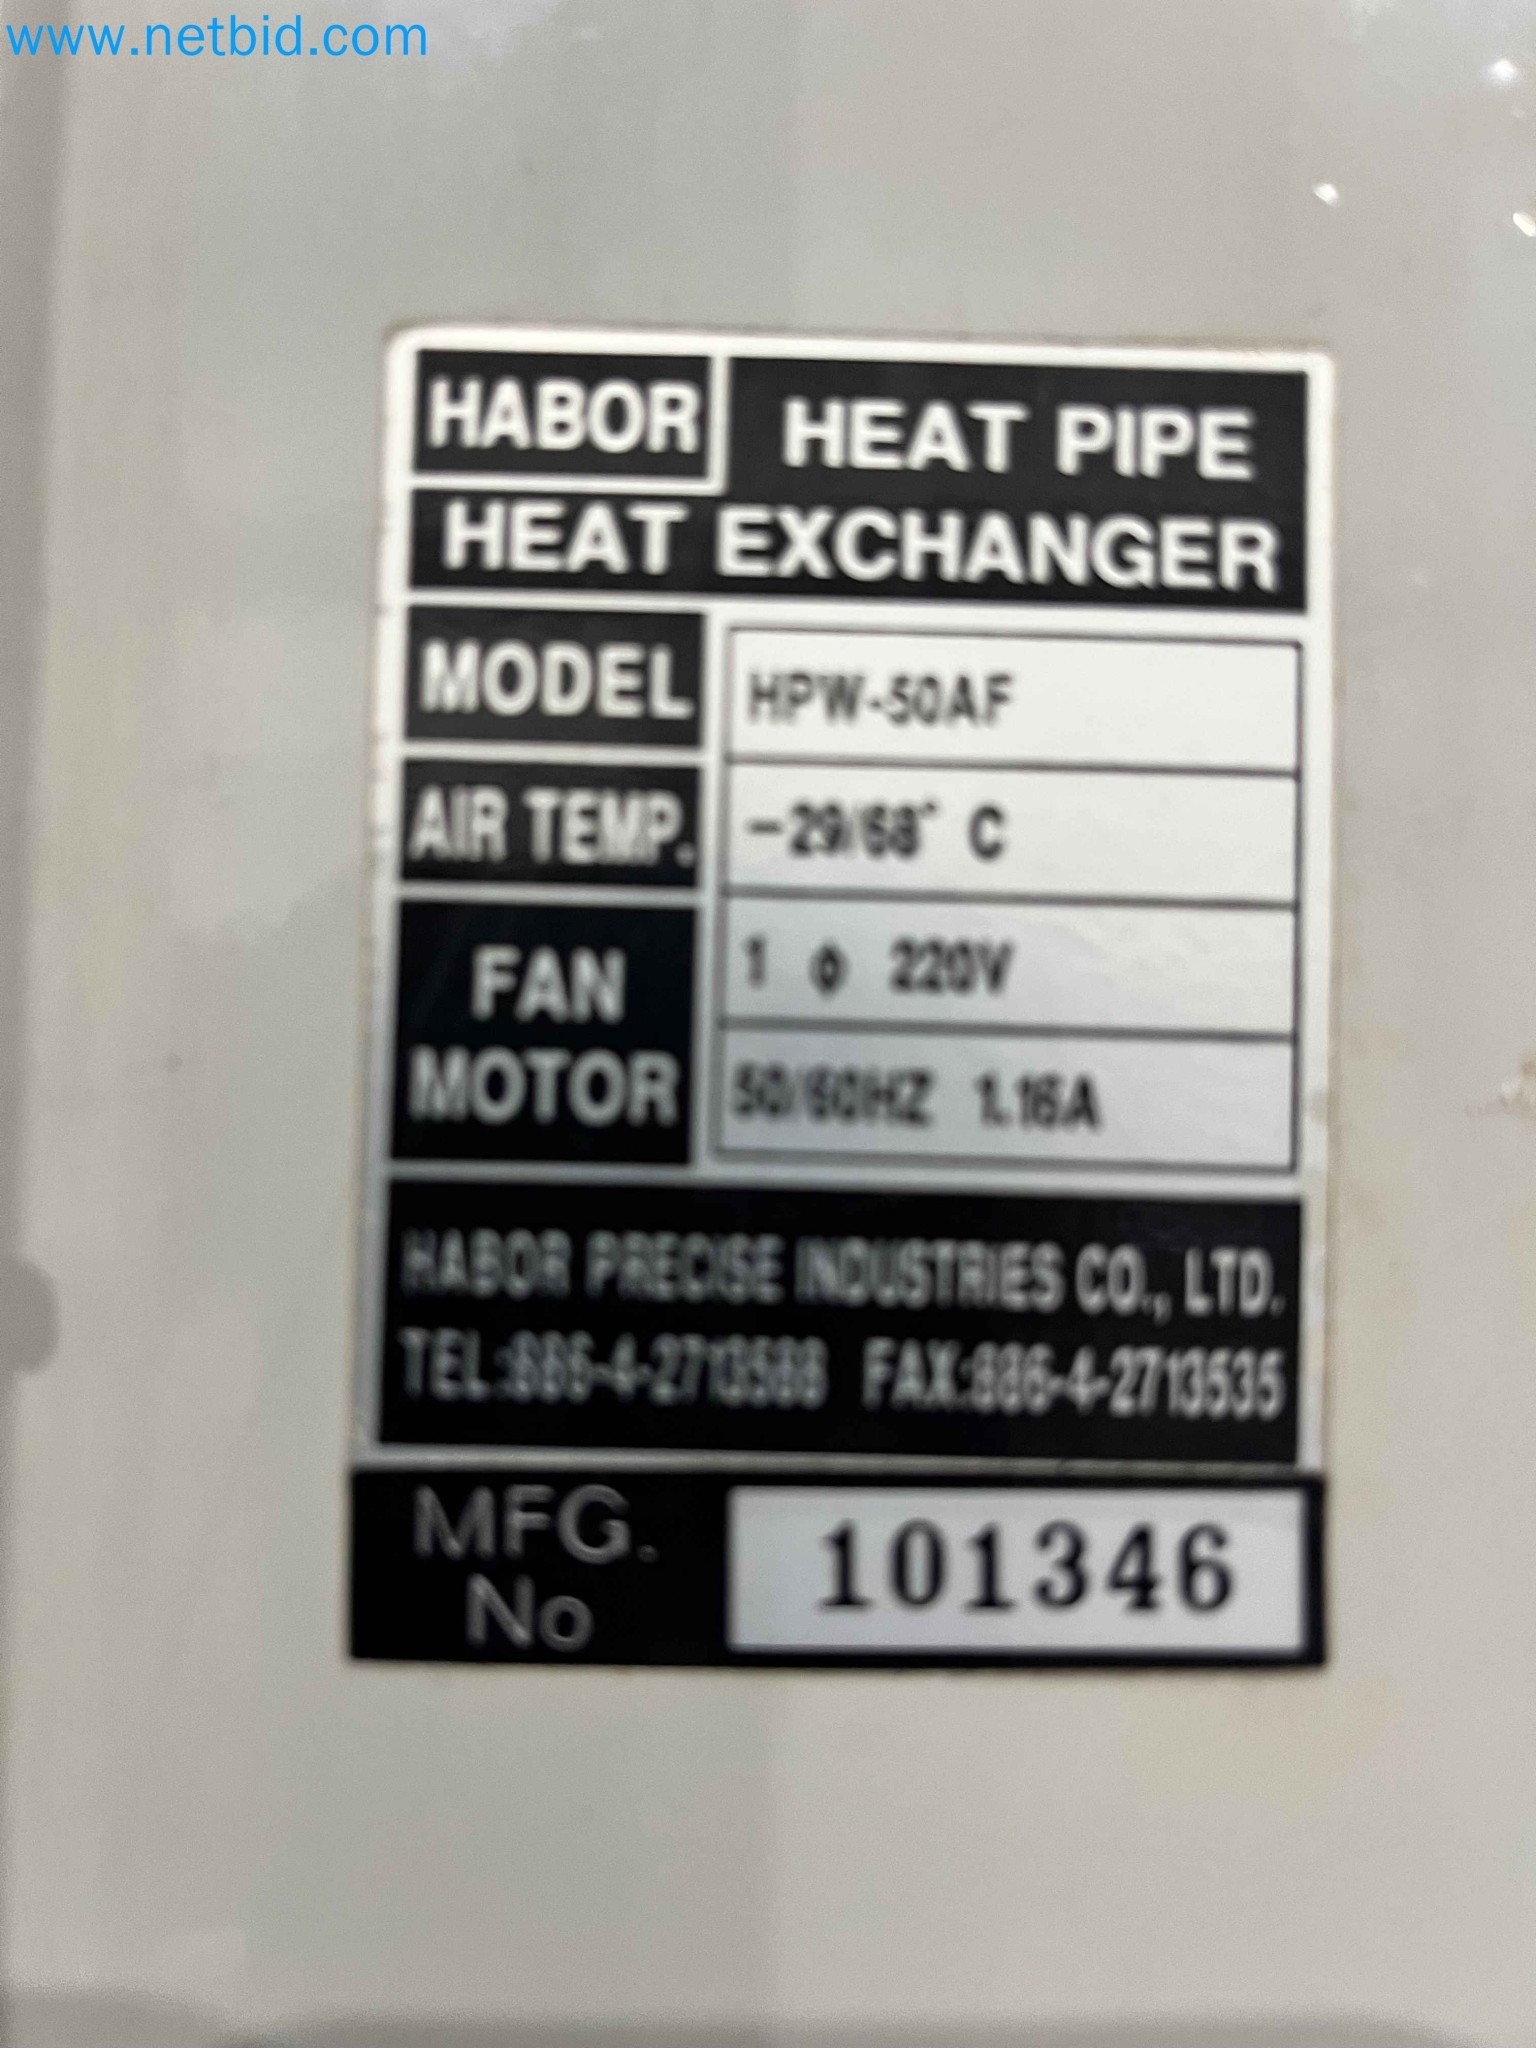 www.netbid.com
HABOR HEAT PIPE
HEAT EXCHANGER
MODEL HPW-50AF
AIR TEMP. -29/68° C
FAN MOTOR 1 ϕ 220V
50/60HZ 1.16A
HABOR PRECISE INDUSTRIES CO., LTD.
TEL:886-4-2713588 FAX:886-4-2713535
MFG. No 101346